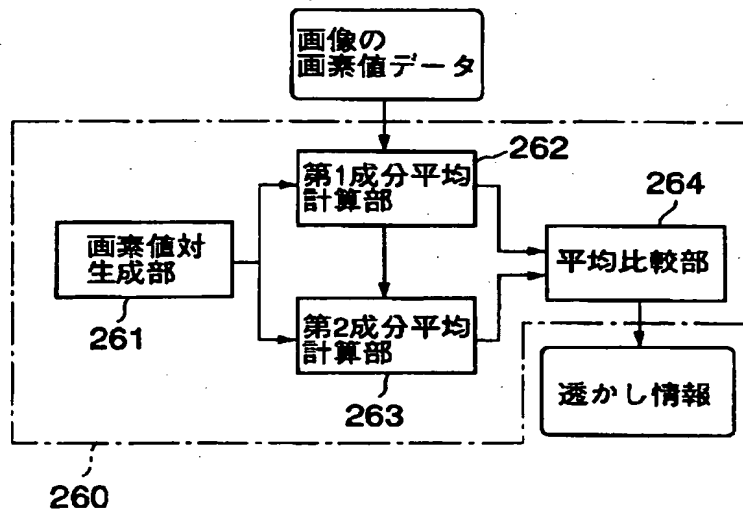 画像の
画素値データ
262
第1成分平均
計算部
264
画素値対
生成部
平均比較部
261
第2成分平均
計算部
263
透かし情報
260